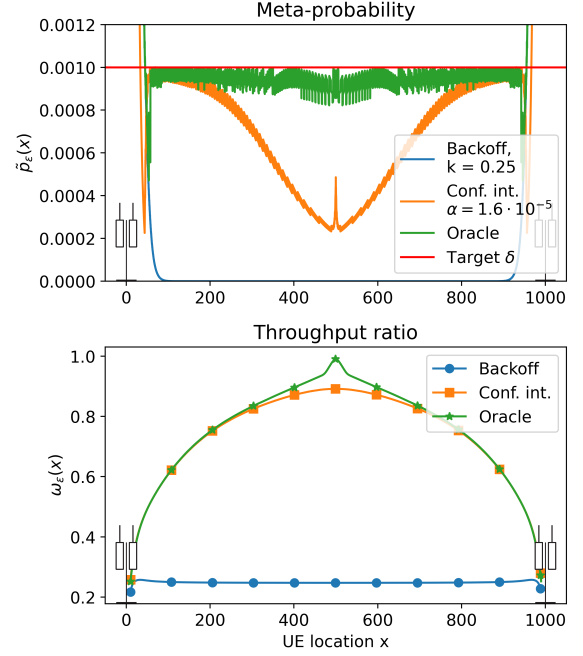 Meta-probability
0.0010
0.0008
0.0006
0.0004
0.0002
0.0000
p̃ε(x)
Backoff,
k = 0.25
Conf. int.
α = 1.6 · 10⁻⁵
Oracle
Target δ
0 200 400 600 800 1000
Throughput ratio
1.0
0.8
0.6
0.4
0.2
ωε(x)
Backoff
Conf. int.
Oracle
0 200 400 600 800 1000
UE location x